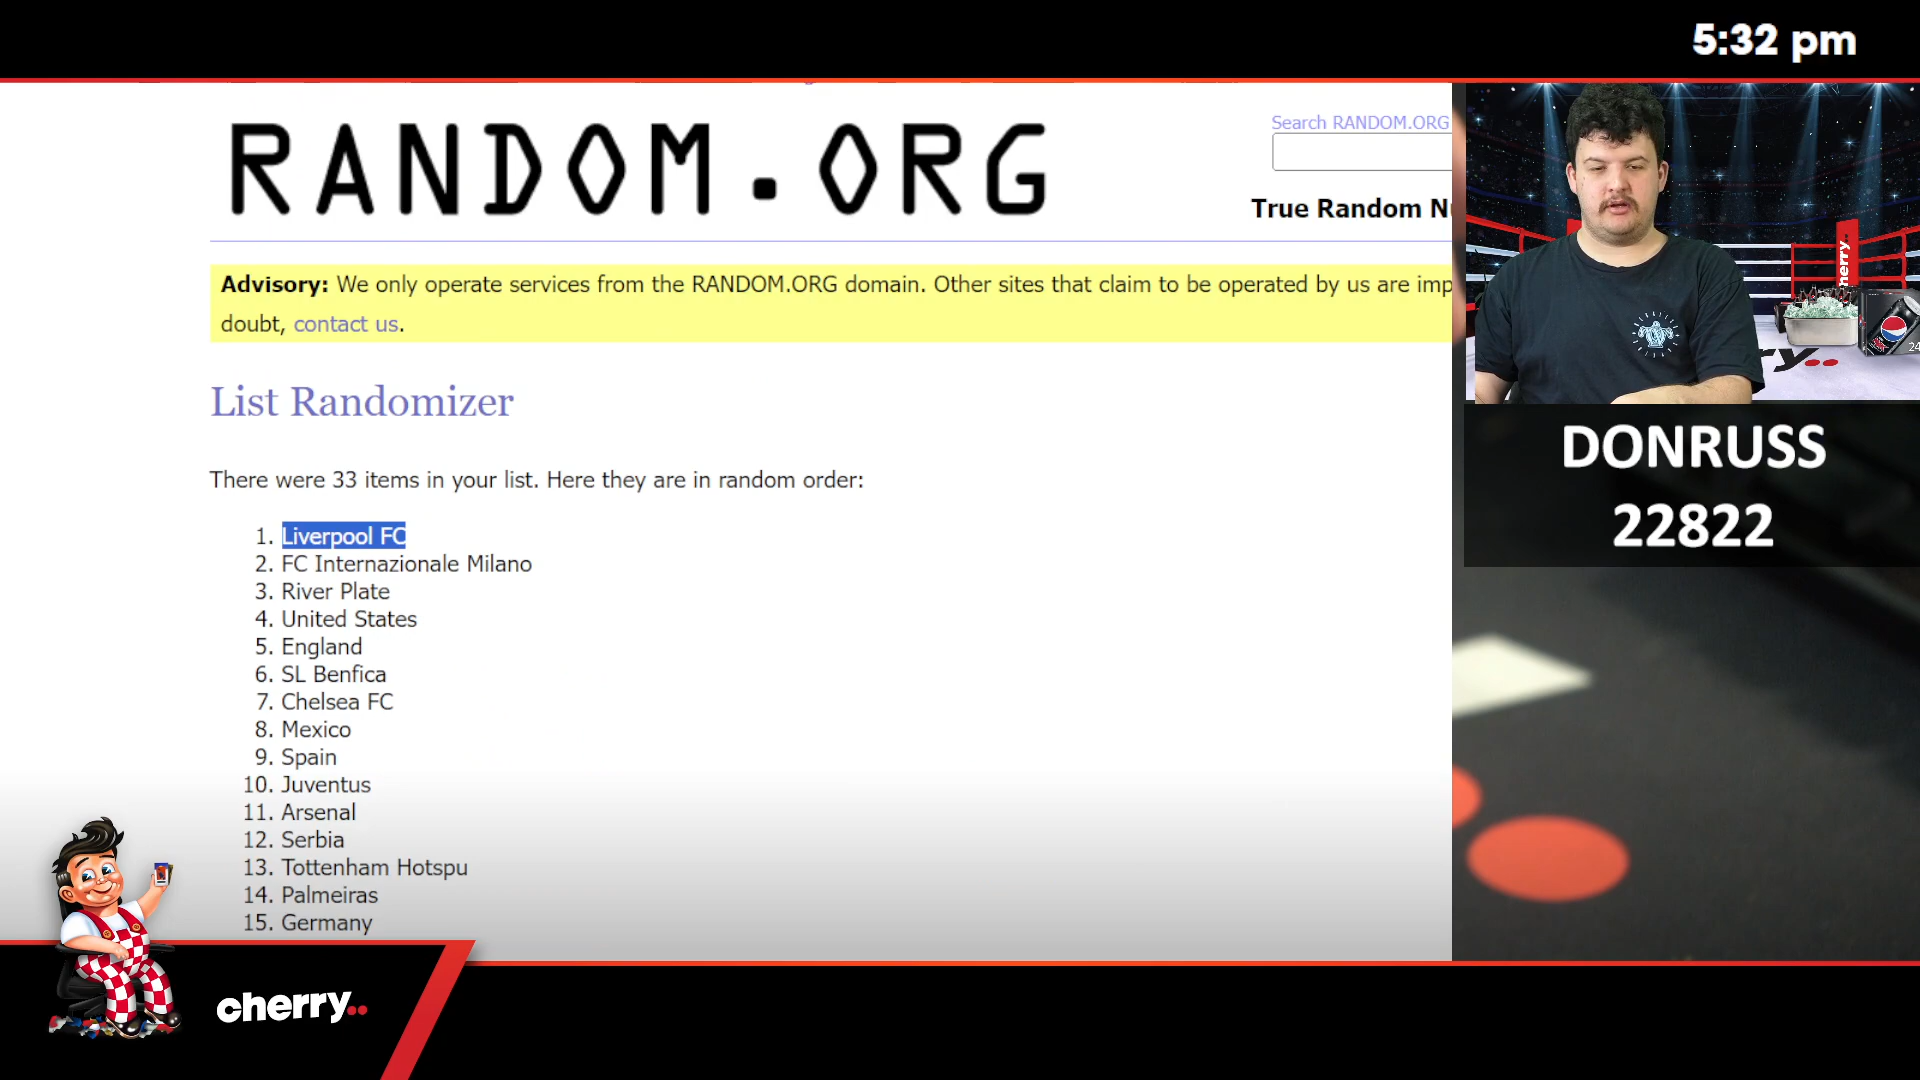 5:32 pm
RANDOM.ORG
Search RANDOM.ORG
True Random Nu
Advisory: We only operate services from the RANDOM.ORG domain. Other sites that claim to be operated by us are imp
doubt, contact us.
List Randomizer
There were 33 items in your list. Here they are in random order:
1. Liverpool FC
2. FC Internazionale Milano
3. River Plate
4. United States
5. England
6. SL Benfica
7. Chelsea FC
8. Mexico
9. Spain
10. Juventus
11. Arsenal
12. Serbia
13. Tottenham Hotspu
14. Palmeiras
15. Germany
DONRUSS
22822
herry..
ry..
24
cherry..